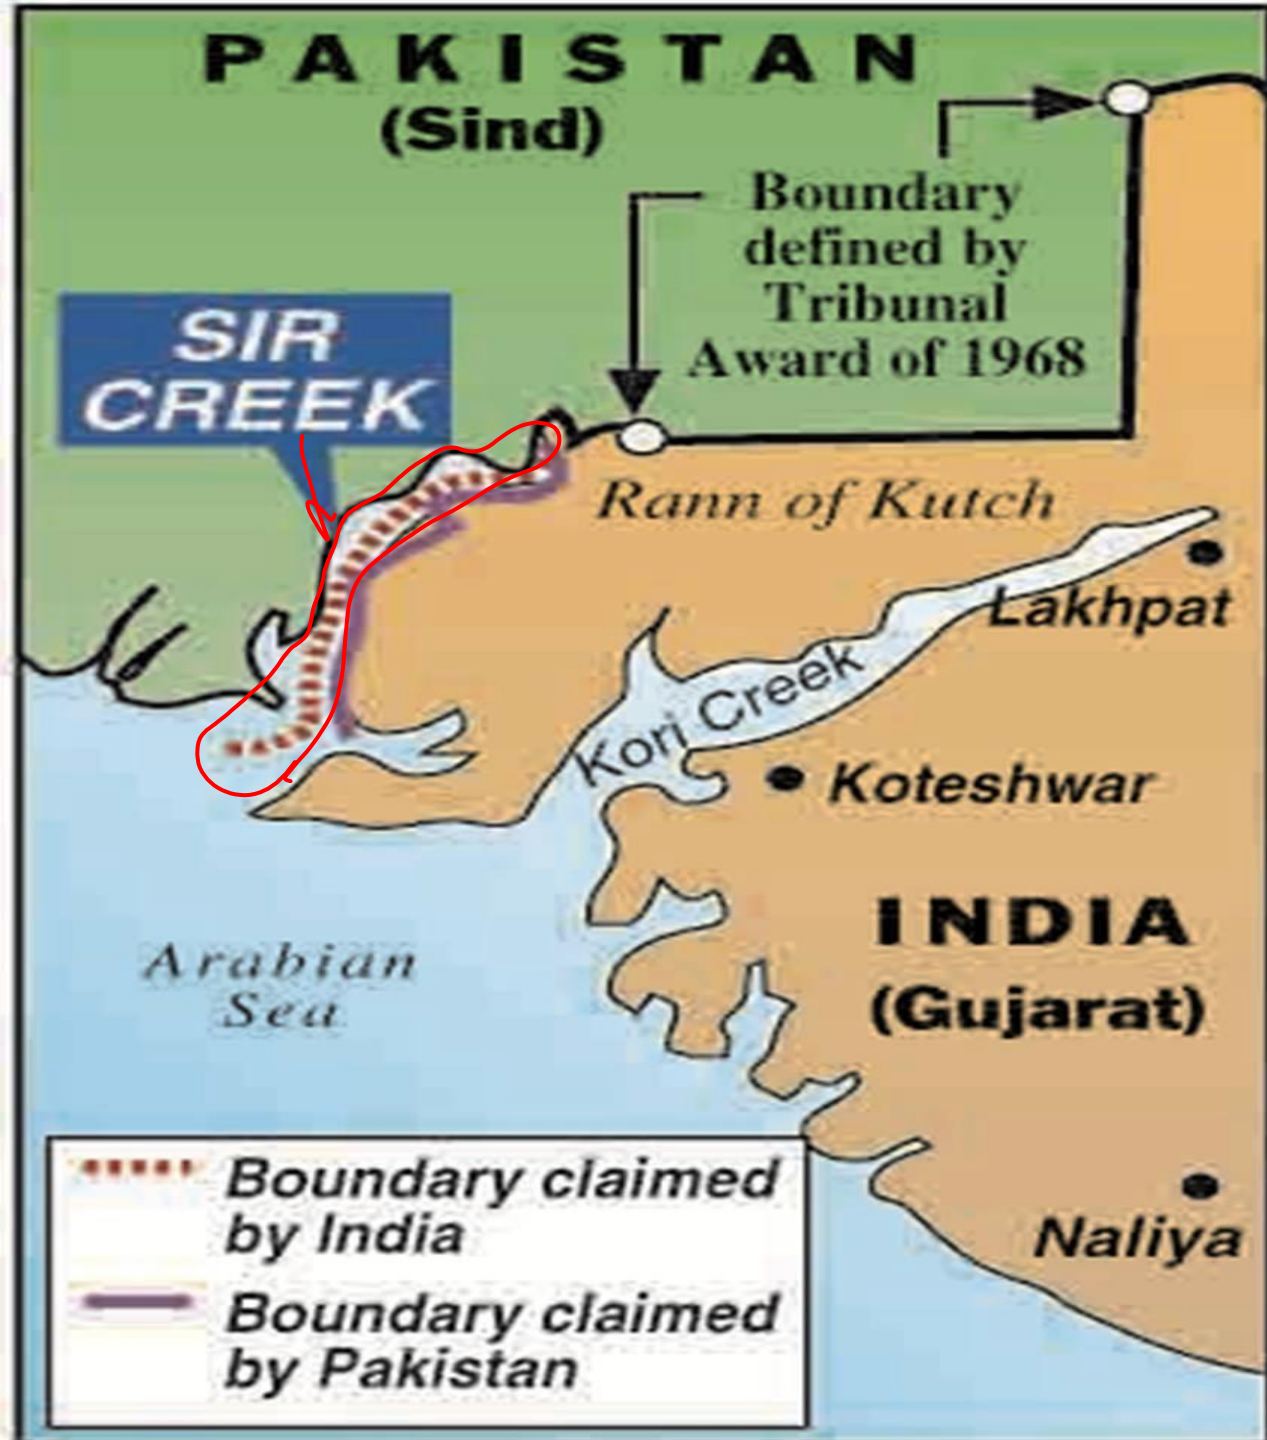 PAKISTAN
(Sind)
Boundary
defined by
Tribunal
Award of 1968
SIR
CREEK
Rann of Kutch
Lakhpat
Kori Creek
Koteshwar
INDIA
(Gujarat)
Arabian
Sea
Naliya
Boundary claimed
by India
Boundary claimed
by Pakistan